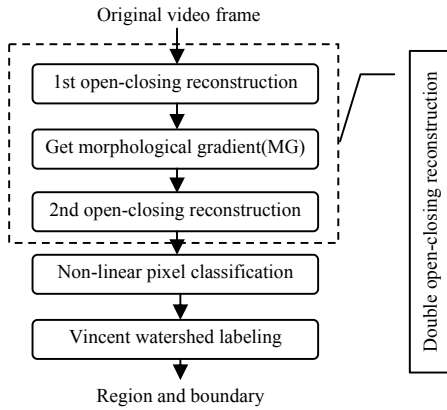 Original video frame
1st open-closing reconstruction
Get morphological gradient(MG)
2nd open-closing reconstruction
Non-linear pixel classification
Vincent watershed labeling
Region and boundary
Double open-closing reconstruction